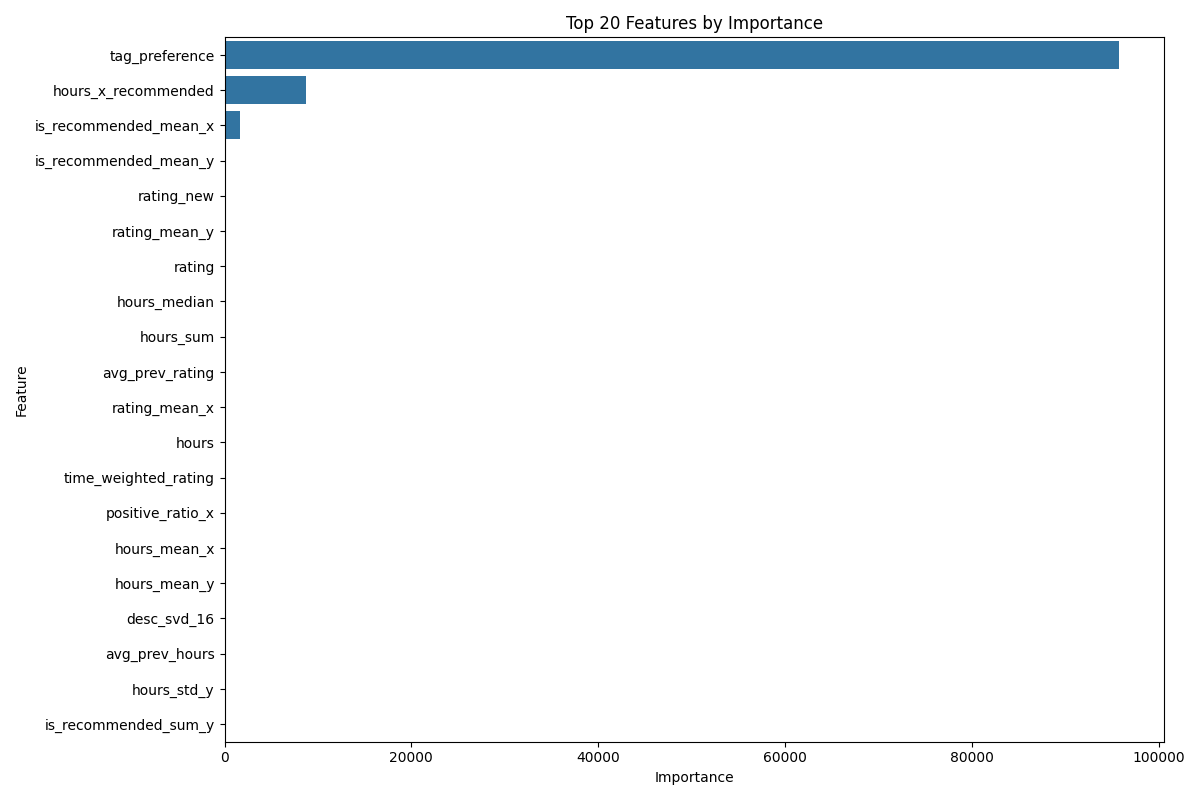 Top 20 Features by Importance
tag_preference
hours_x_recommended
is_recommended_mean_x
is_recommended_mean_y
rating_new
rating_mean_y
rating
hours_median
hours_sum
avg_prev_rating
rating_mean_x
hours
time_weighted_rating
positive_ratio_x
hours_mean_x
hours_mean_y
desc_svd_16
avg_prev_hours
hours_std_y
is_recommended_sum_y
Feature
0 20000 40000 60000 80000 100000
Importance